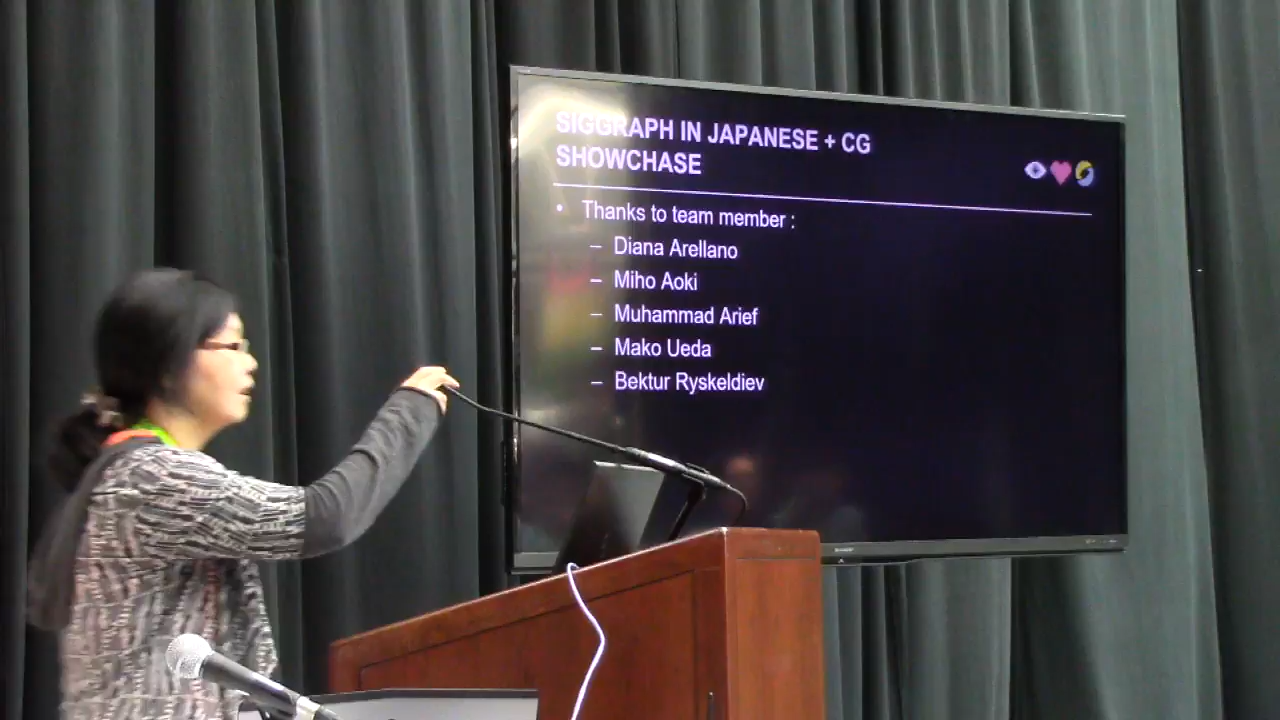 SIGGRAPH IN JAPANESE + CG
SHOWCHASE
• Thanks to team member :
– Diana Arellano
– Miho Aoki
– Muhammad Arief
– Mako Ueda
– Bektur Ryskeldiev